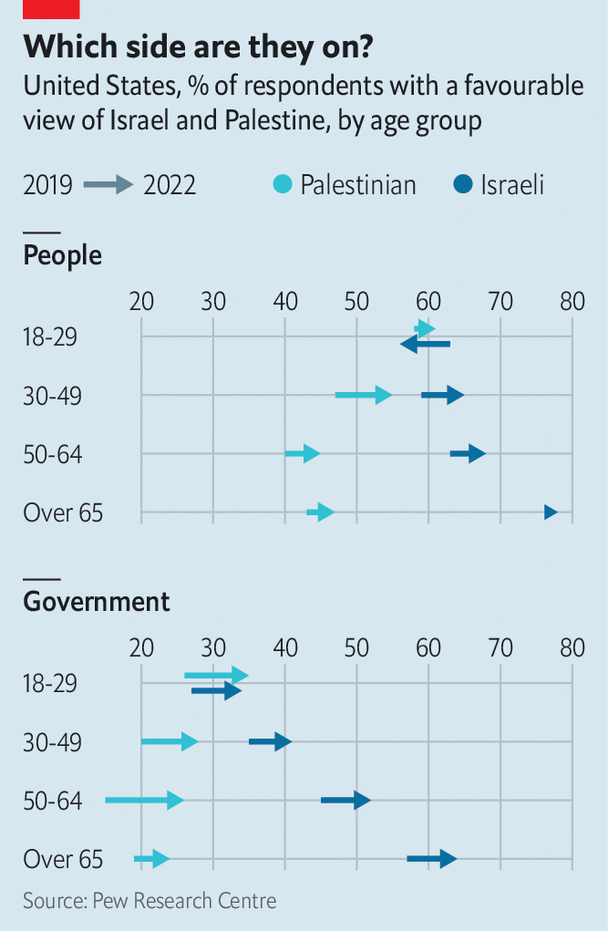 Which side are they on?
United States, % of respondents with a favourable
view of Israel and Palestine, by age group
2019 2022 Palestinian Israeli
People
20 30 40 50 60 70 80
18-29
30-49
50-64
Over 65
Government
20 30 40 50 60 70 80
18-29
30-49
50-64
Over 65
Source: Pew Research Centre